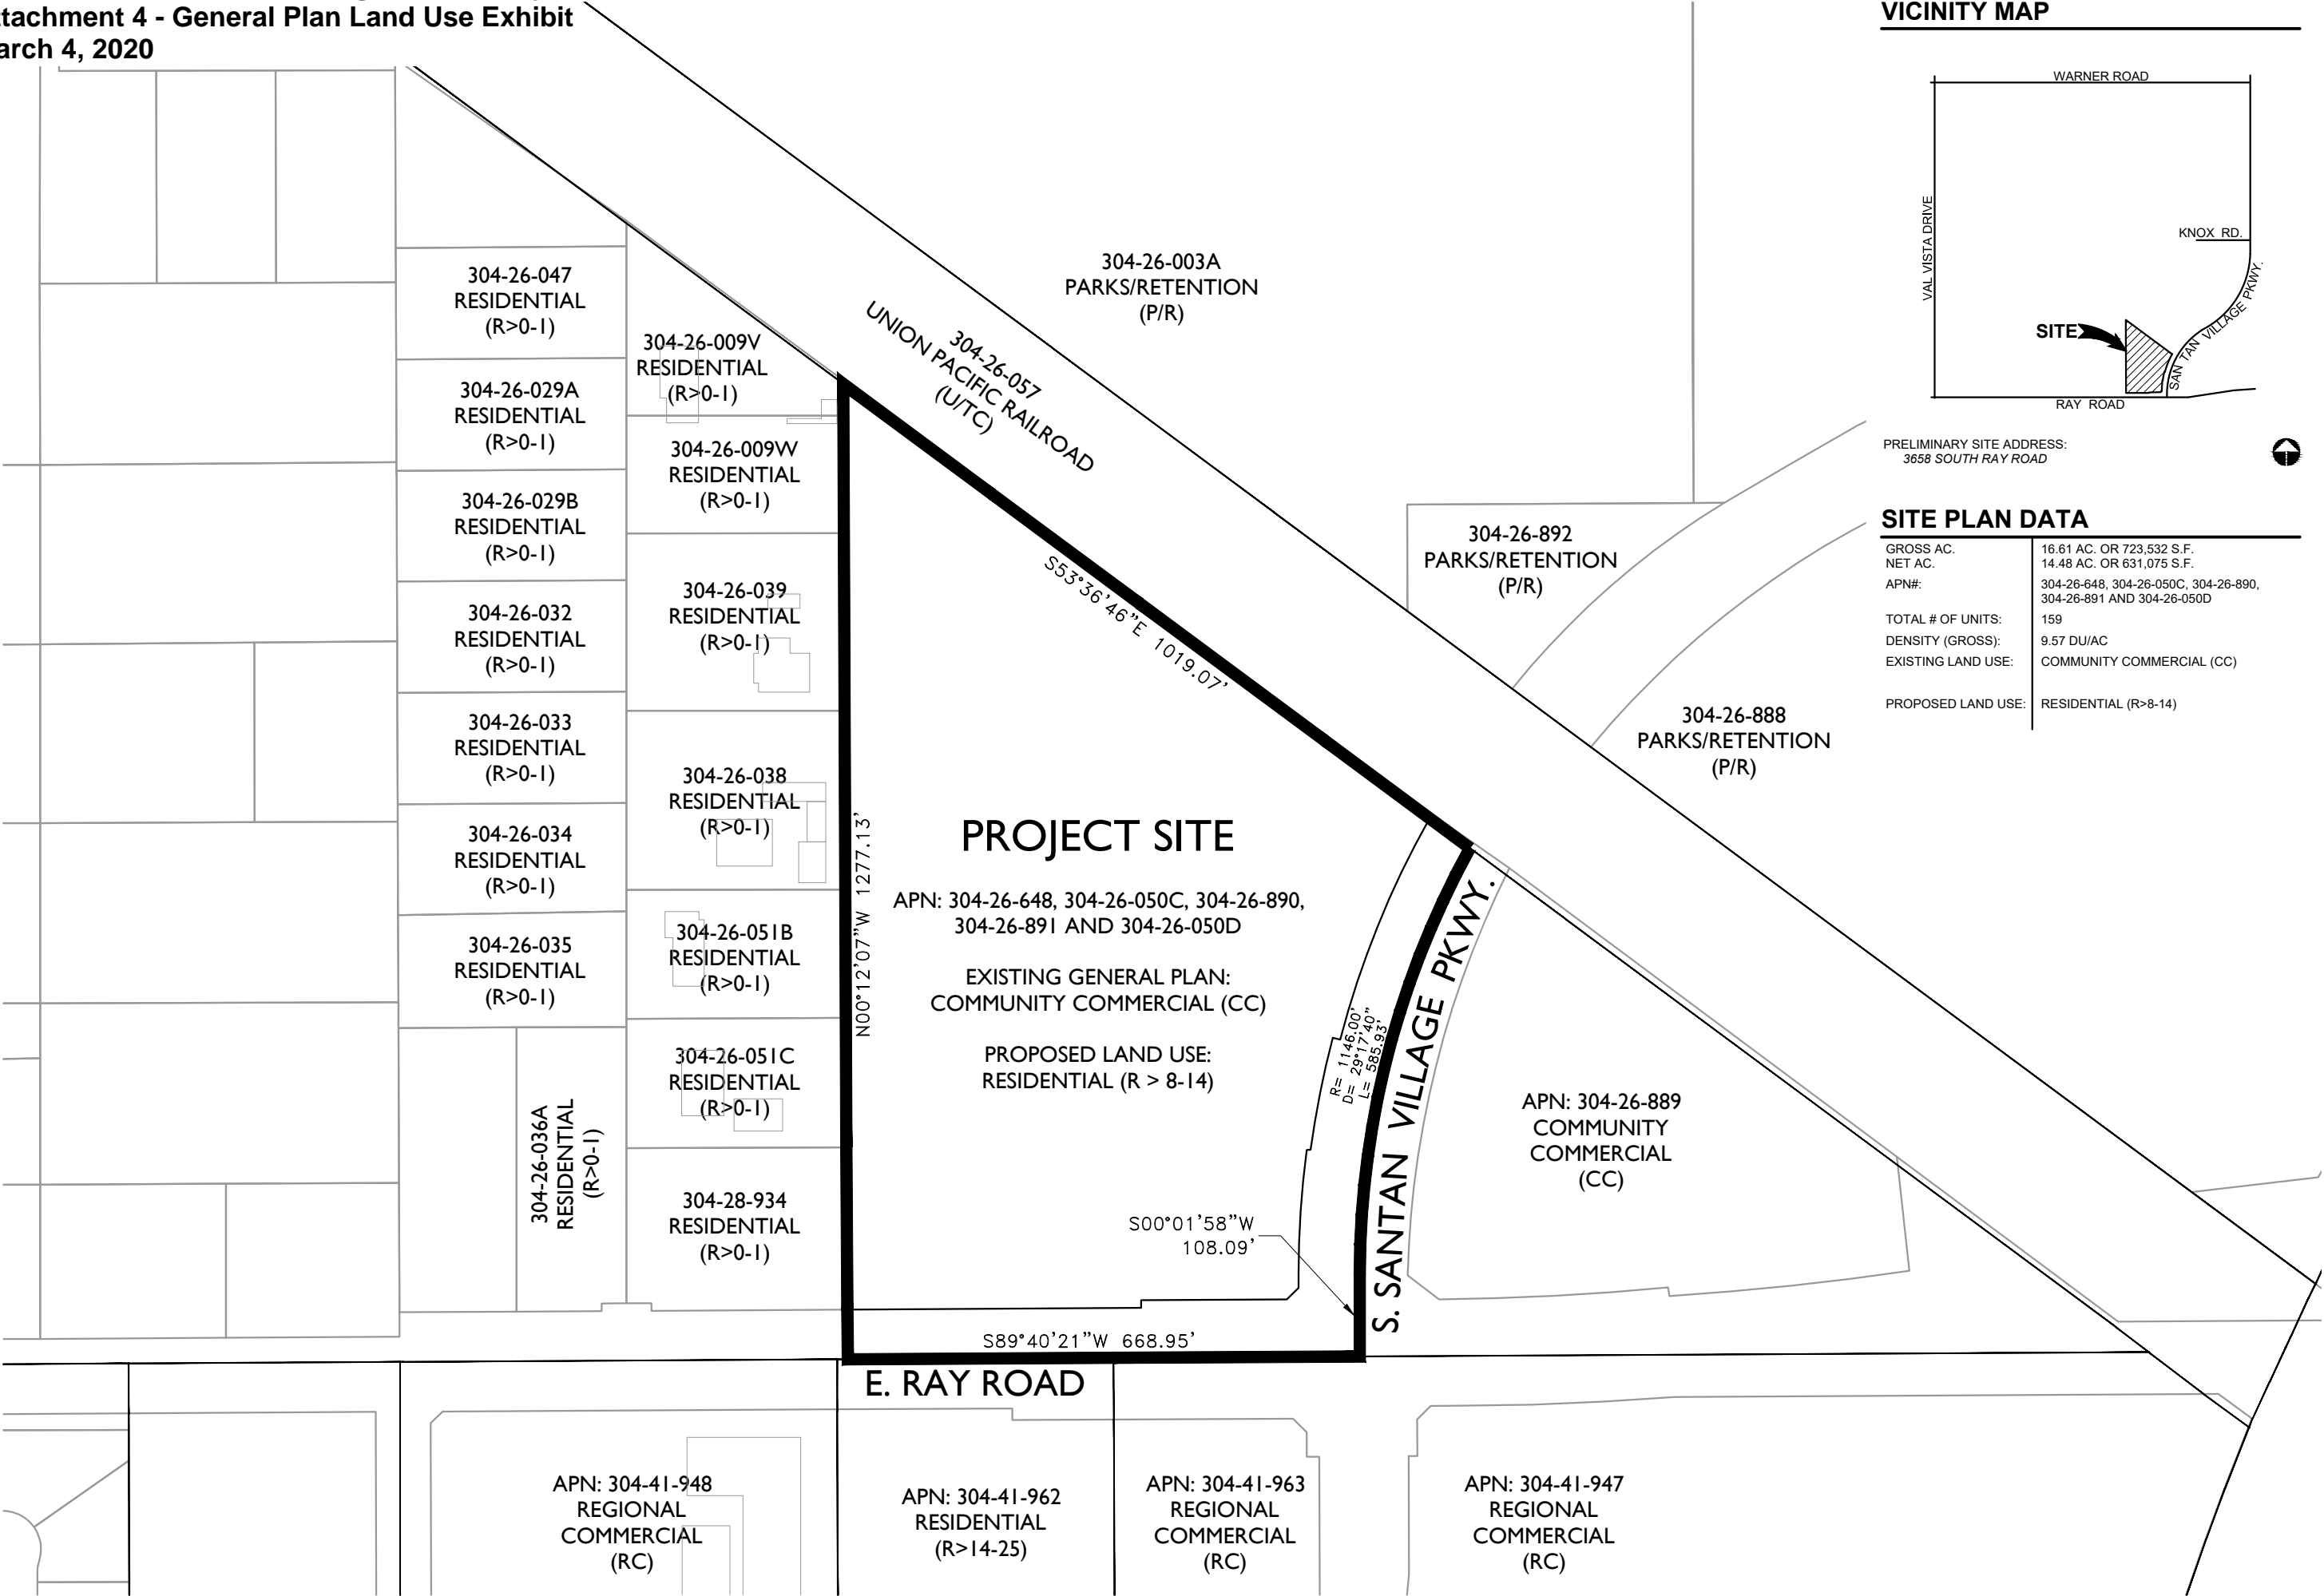 ttachment 4 - General Plan Land Use Exhibit
arch 4, 2020
VICINITY MAP
WARNER ROAD
VAL VISTA DRIVE
KNOX RD.
SAN TAN VILLAGE PKWY.
SITE
RAY ROAD
PRELIMINARY SITE ADDRESS:
3658 SOUTH RAY ROAD
SITE PLAN DATA
GROSS AC. 16.61 AC. OR 723,532 S.F.
NET AC. 14.48 AC. OR 631,075 S.F.
APN#: 304-26-648, 304-26-050C, 304-26-890,
304-26-891 AND 304-26-050D
TOTAL # OF UNITS: 159
DENSITY (GROSS): 9.57 DU/AC
EXISTING LAND USE: COMMUNITY COMMERCIAL (CC)
PROPOSED LAND USE: RESIDENTIAL (R>8-14)
304-26-047
RESIDENTIAL
(R>0-1)
304-26-029A
RESIDENTIAL
(R>0-1)
304-26-029B
RESIDENTIAL
(R>0-1)
304-26-032
RESIDENTIAL
(R>0-1)
304-26-033
RESIDENTIAL
(R>0-1)
304-26-034
RESIDENTIAL
(R>0-1)
304-26-035
RESIDENTIAL
(R>0-1)
304-26-036A
RESIDENTIAL
(R>0-1)
304-26-009V
RESIDENTIAL
(R>0-1)
304-26-009W
RESIDENTIAL
(R>0-1)
304-26-039
RESIDENTIAL
(R>0-1)
304-26-038
RESIDENTIAL
(R>0-1)
304-26-051B
RESIDENTIAL
(R>0-1)
304-26-051C
RESIDENTIAL
(R>0-1)
304-28-934
RESIDENTIAL
(R>0-1)
304-26-003A
PARKS/RETENTION
(P/R)
304-26-057
UNION PACIFIC RAILROAD
(U/TC)
304-26-892
PARKS/RETENTION
(P/R)
304-26-888
PARKS/RETENTION
(P/R)
S53°36'46"E 1019.07'
N00°12'07"W 1277.13'
PROJECT SITE
APN: 304-26-648, 304-26-050C, 304-26-890,
304-26-891 AND 304-26-050D
EXISTING GENERAL PLAN:
COMMUNITY COMMERCIAL (CC)
PROPOSED LAND USE:
RESIDENTIAL (R > 8-14)
R= 1146.00'
D= 29°17'40"
L= 585.93'
S. SANTAN VILLAGE PKWY.
APN: 304-26-889
COMMUNITY
COMMERCIAL
(CC)
S00°01'58"W
108.09'
S89°40'21"W 668.95'
E. RAY ROAD
APN: 304-41-948
REGIONAL
COMMERCIAL
(RC)
APN: 304-41-962
RESIDENTIAL
(R>14-25)
APN: 304-41-963
REGIONAL
COMMERCIAL
(RC)
APN: 304-41-947
REGIONAL
COMMERCIAL
(RC)